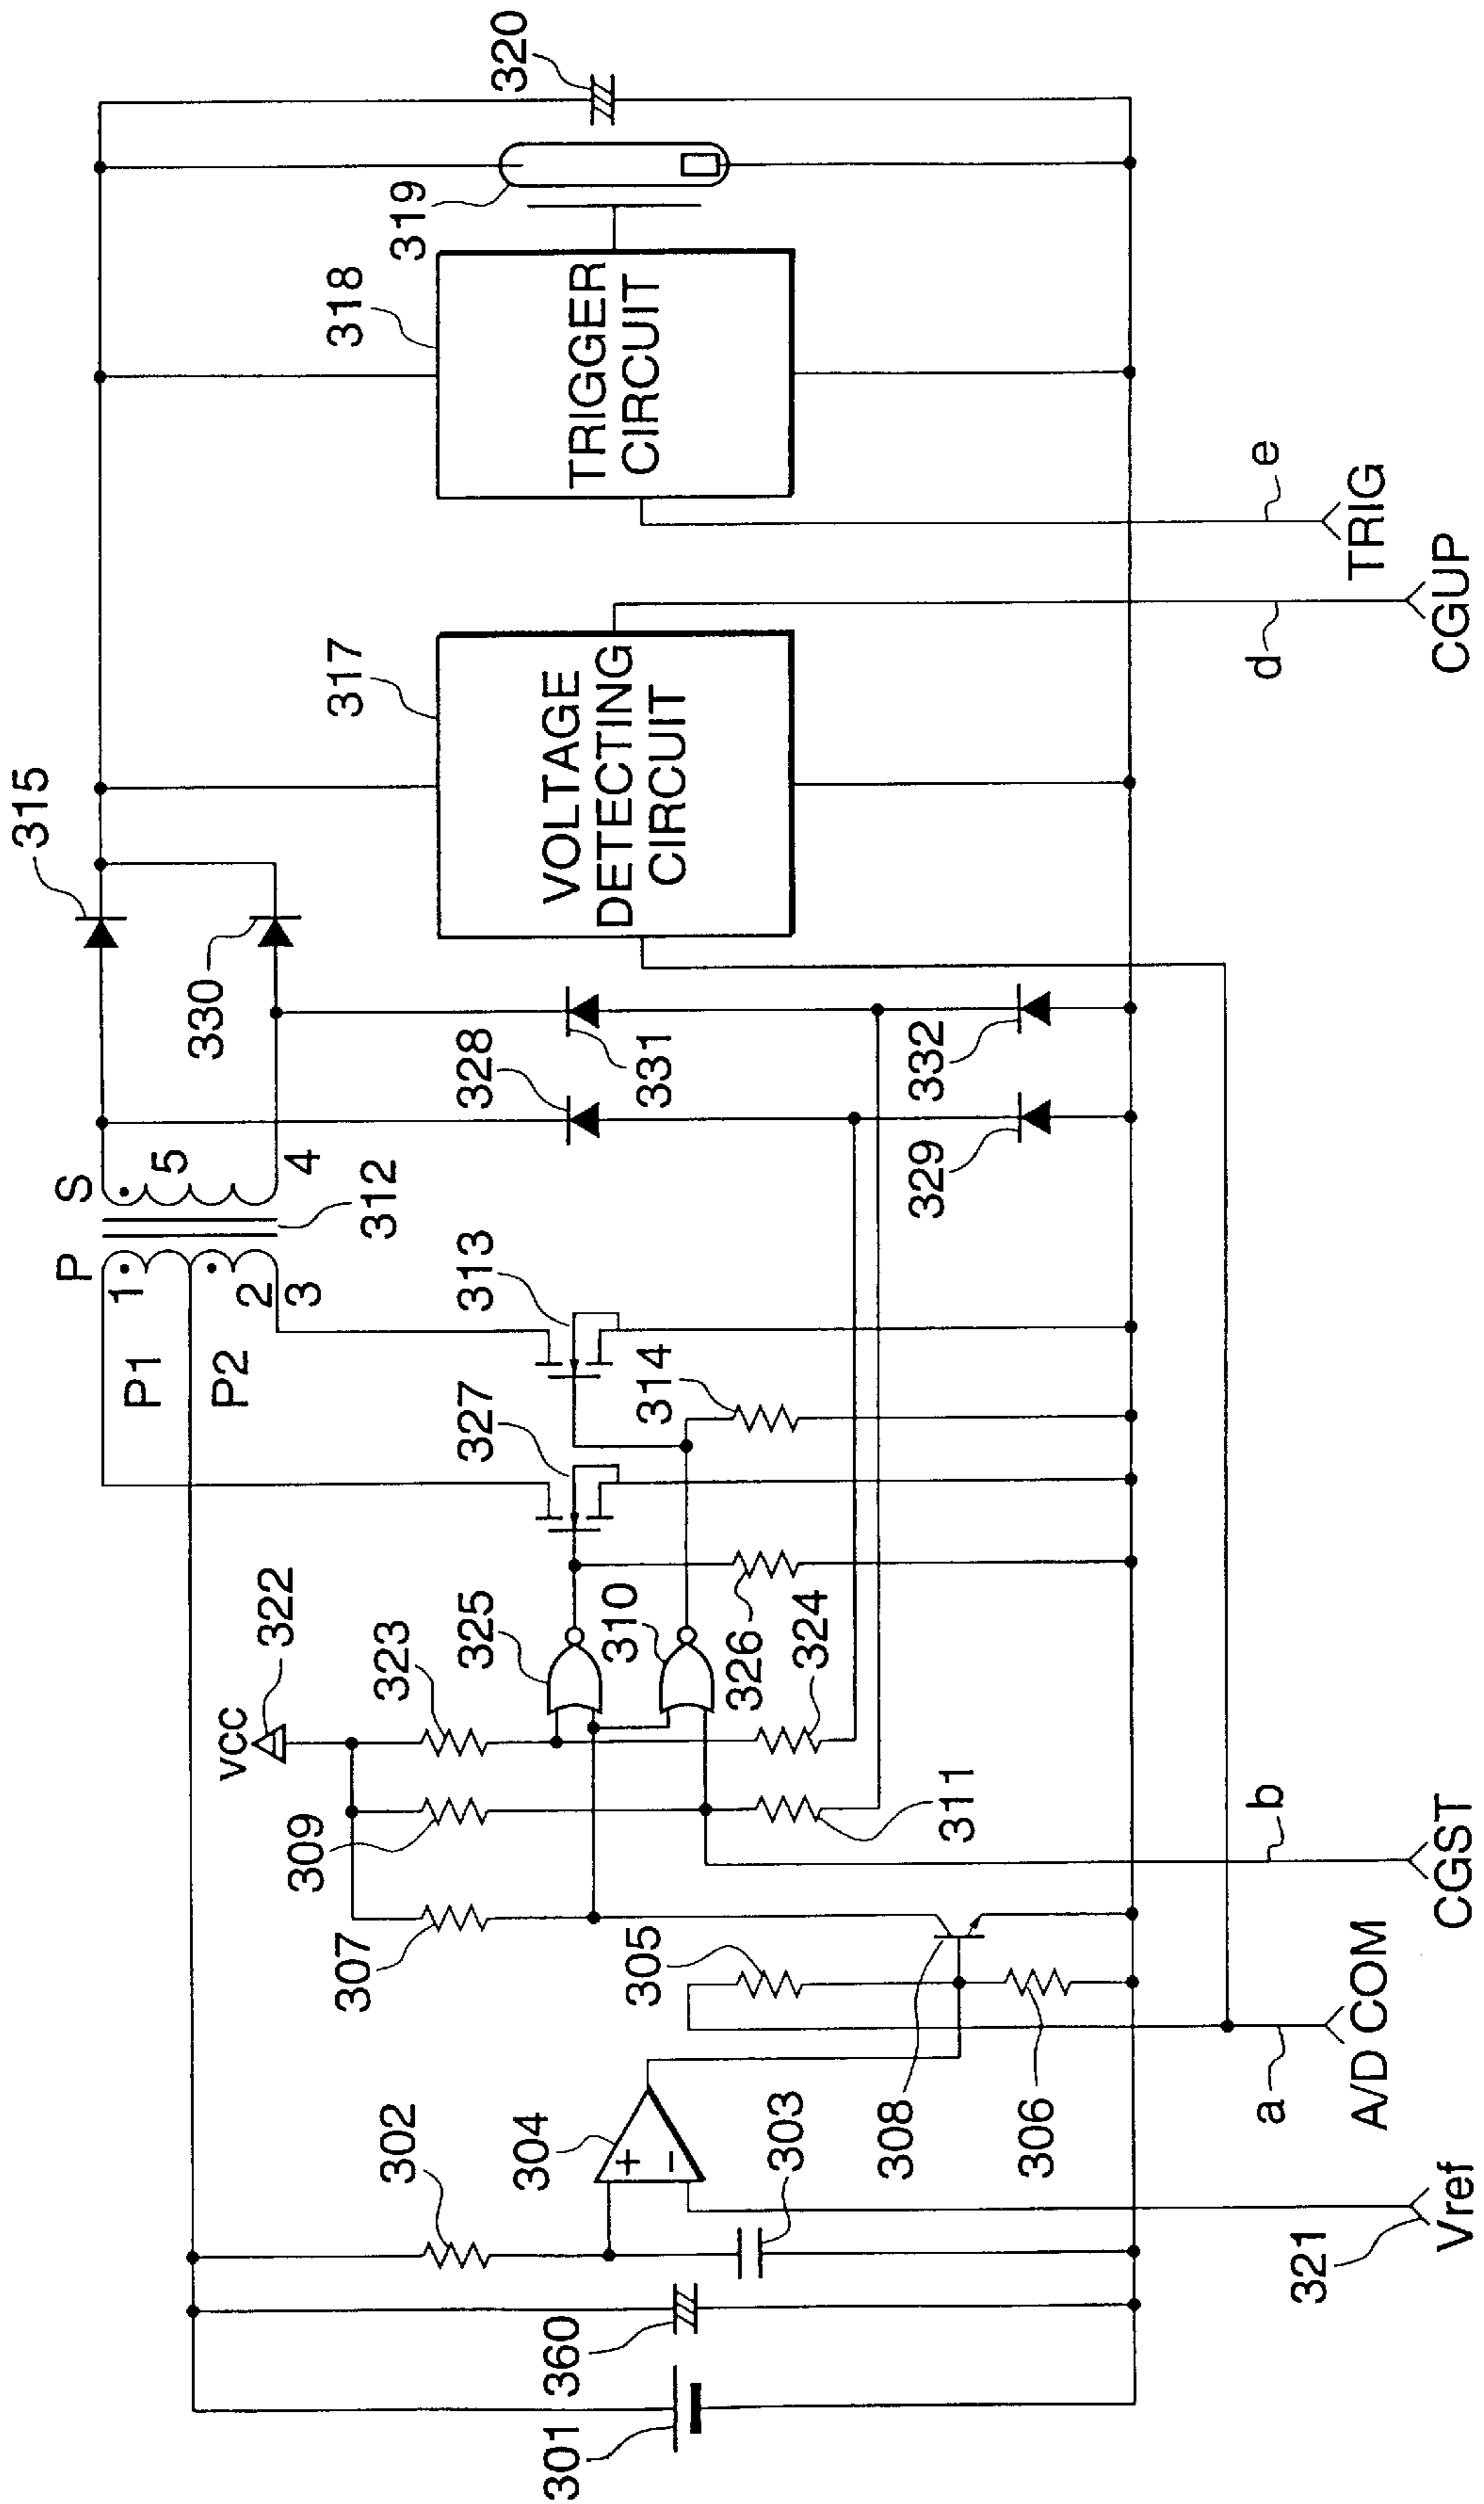 301
360
302
303
304
321
Vref
305
306
308
a
A/D COM
307
309
311
b
CGST
vcc
322
323
324
325
310
326
327
314
313
P
1
P1
2
P2
3
312
S
5
4
328
329
331
332
330
315
317
VOLTAGE
DETECTING
CIRCUIT
d
CGUP
e
TRIG
318
TRIGGER
CIRCUIT
319
320
+
−